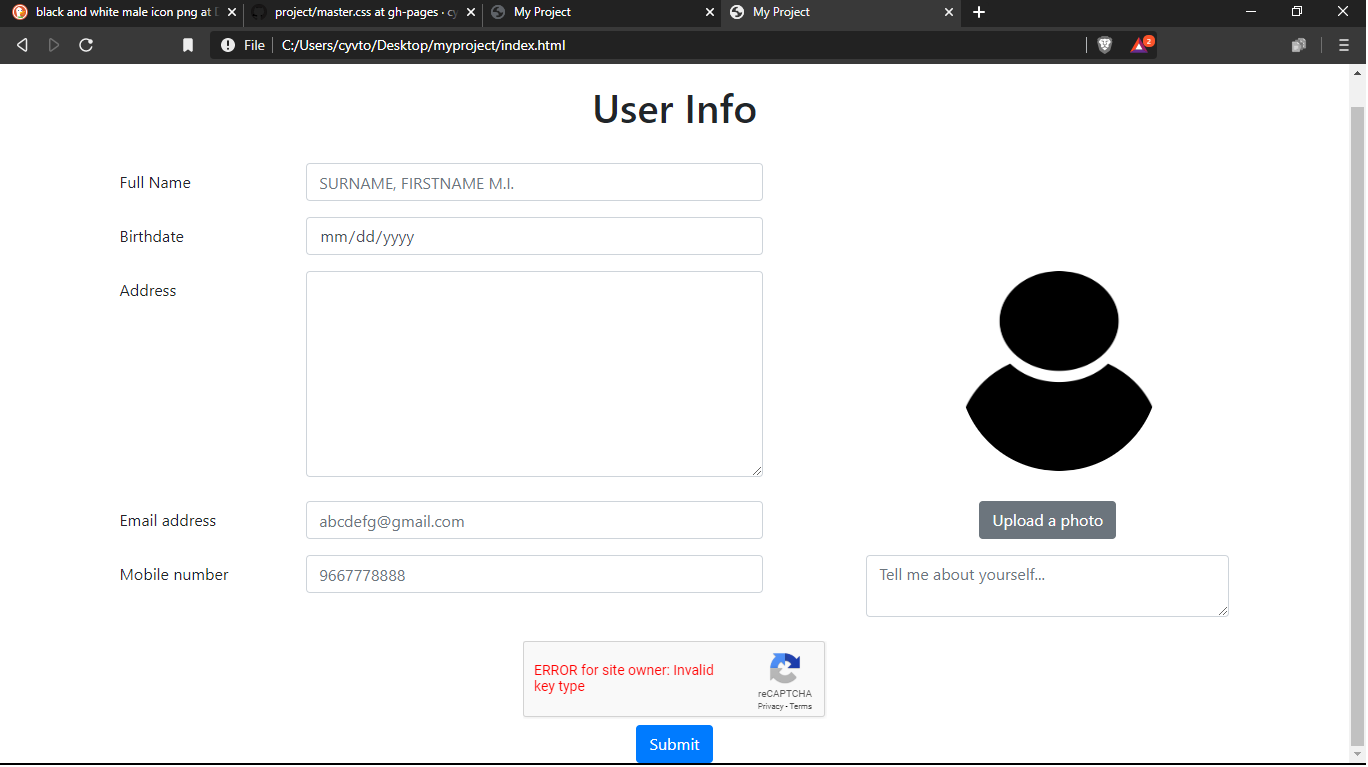 black and white male icon png at D
project/master.css at gh-pages · cy
My Project
My Project
File
C:/Users/cyvto/Desktop/myproject/index.html
2
User Info
Full Name
SURNAME, FIRSTNAME M.I.
Birthdate
mm/dd/yyyy
Address
Email address
abcdefg@gmail.com
Upload a photo
Mobile number
9667778888
Tell me about yourself...
ERROR for site owner: Invalid
key type
reCAPTCHA
Privacy - Terms
Submit